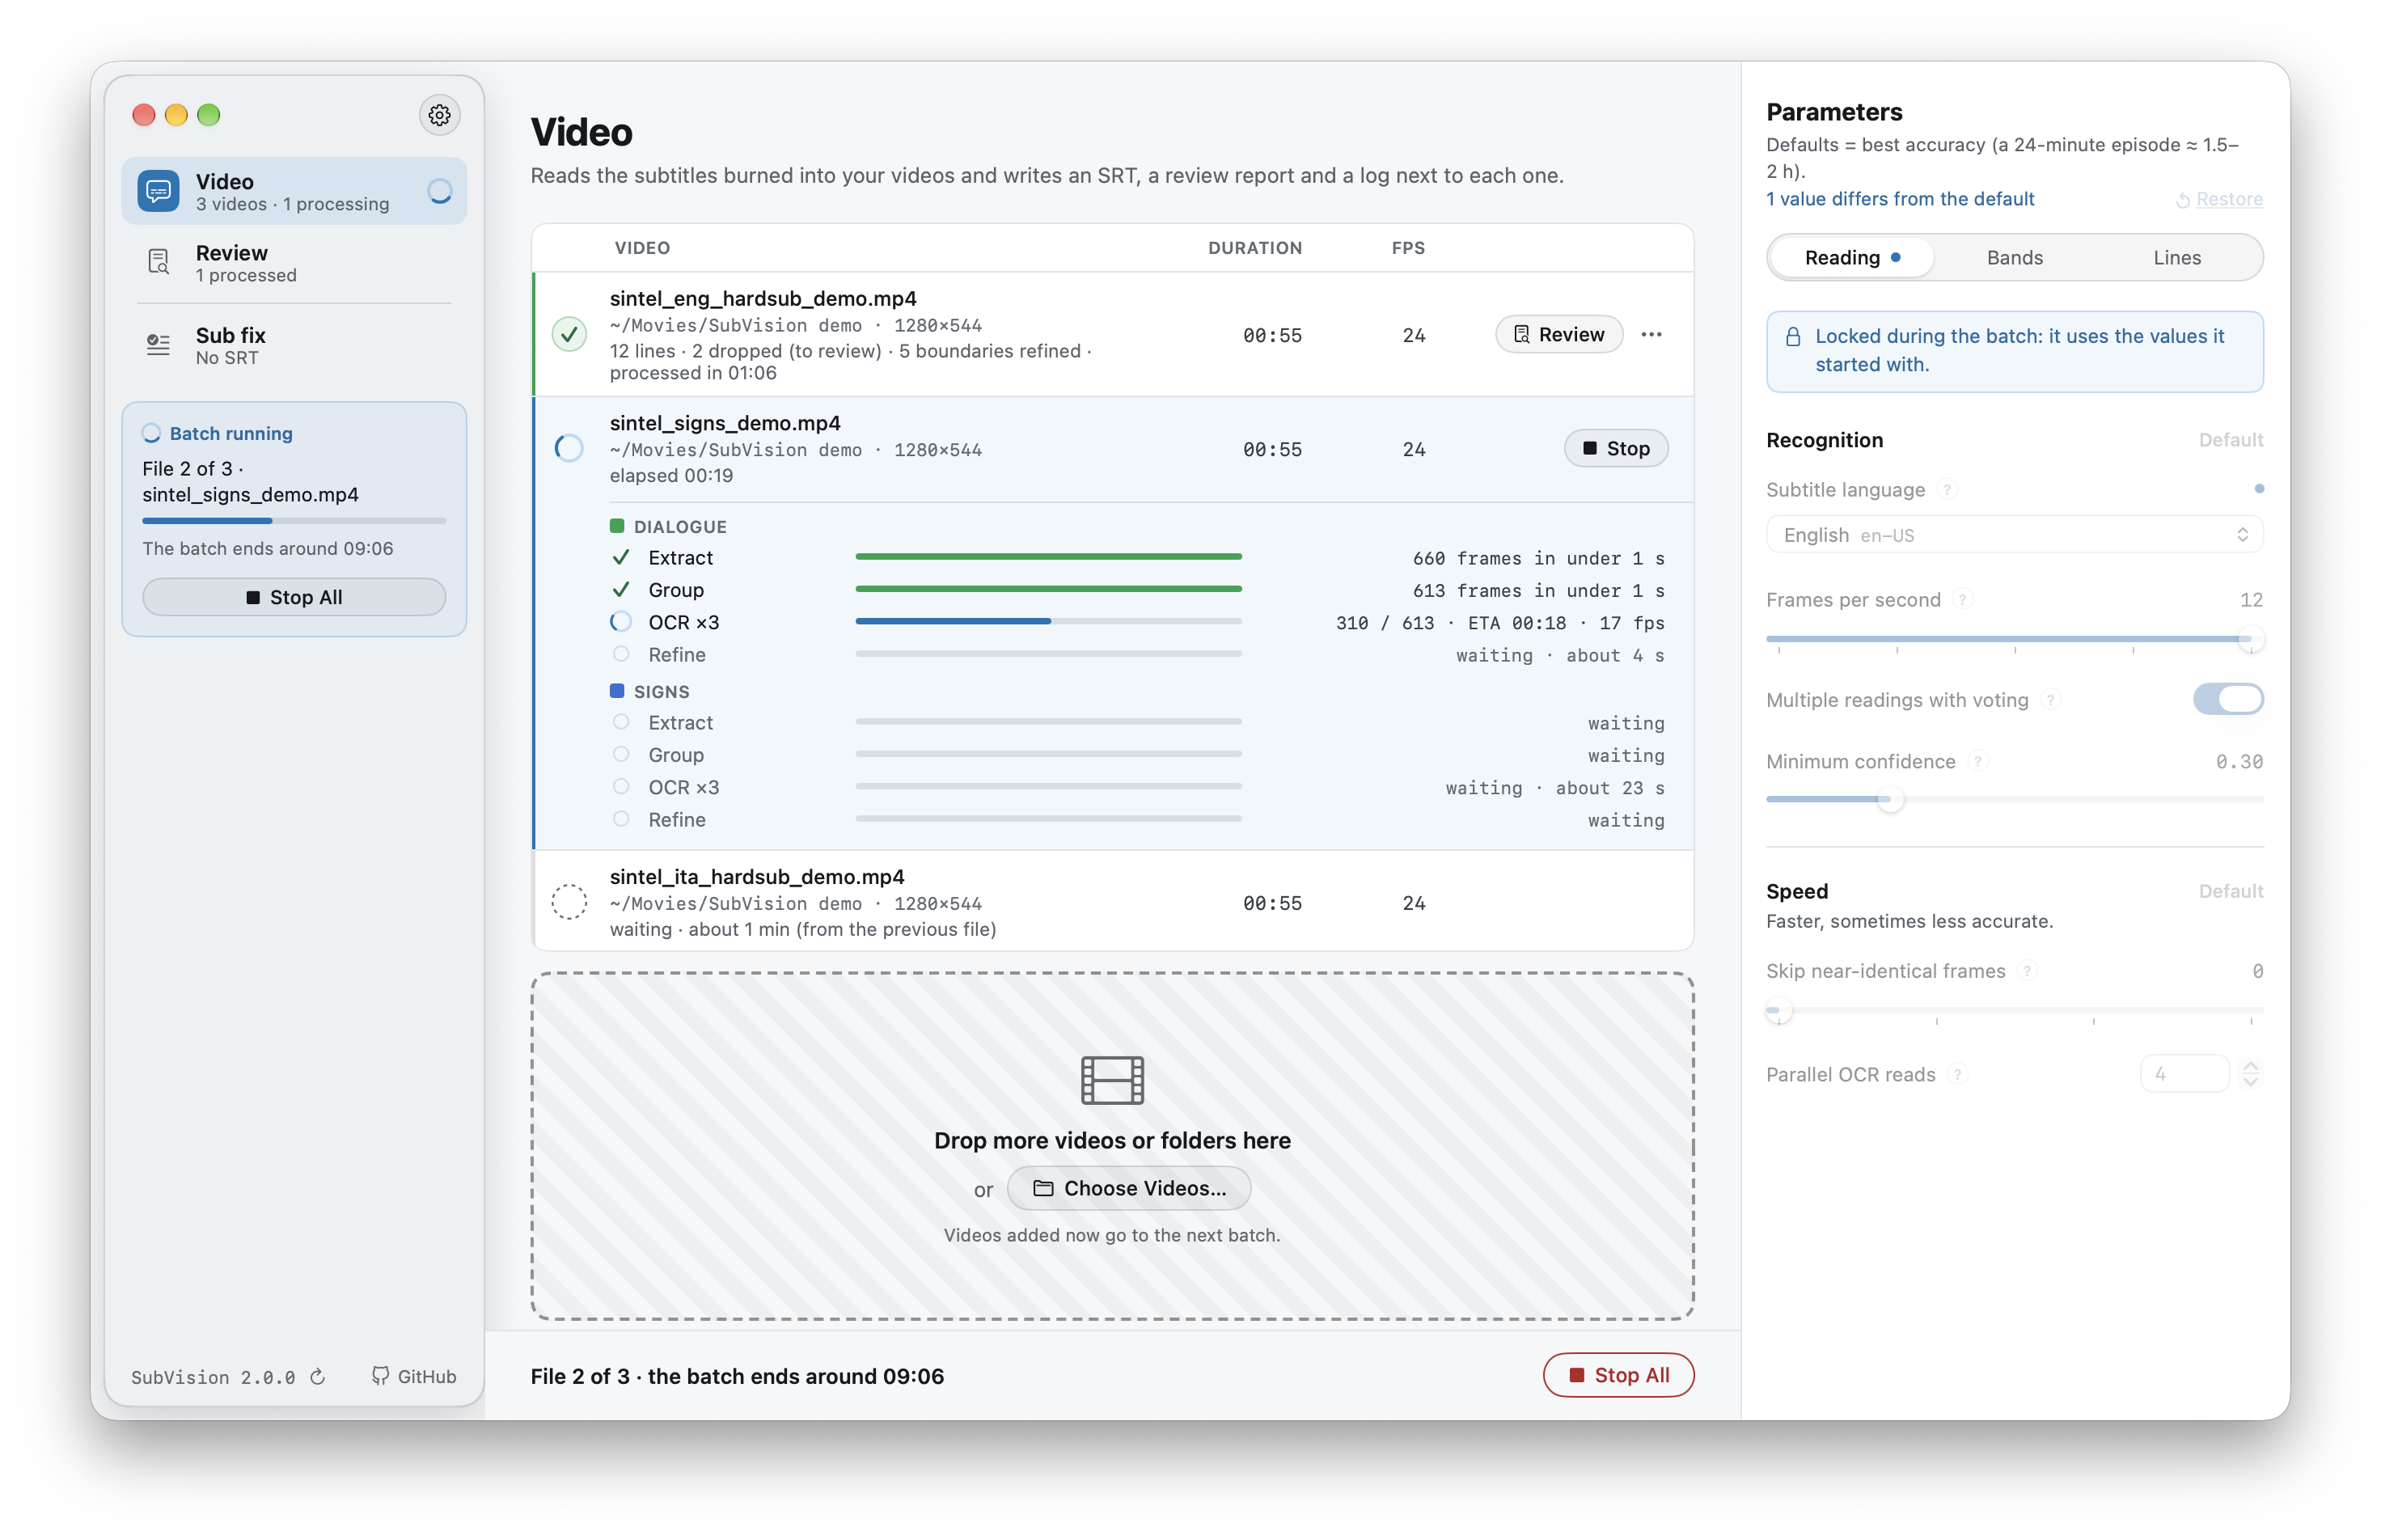 Video
3 videos · 1 processing
Review
1 processed
Sub fix
No SRT
Batch running
File 2 of 3 ·
sintel_signs_demo.mp4
The batch ends around 09:06
Stop All
SubVision 2.0.0
GitHub
Video
Reads the subtitles burned into your videos and writes an SRT, a review report and a log next to each one.
VIDEO DURATION FPS
sintel_eng_hardsub_demo.mp4
~/Movies/SubVision demo · 1280×544
12 lines · 2 dropped (to review) · 5 boundaries refined ·
processed in 01:06
00:55 24 Review
sintel_signs_demo.mp4
~/Movies/SubVision demo · 1280×544
elapsed 00:19
00:55 24 Stop
DIALOGUE
Extract 660 frames in under 1 s
Group 613 frames in under 1 s
OCR ×3 310 / 613 · ETA 00:18 · 17 fps
Refine waiting · about 4 s
SIGNS
Extract waiting
Group waiting
OCR ×3 waiting · about 23 s
Refine waiting
sintel_ita_hardsub_demo.mp4
~/Movies/SubVision demo · 1280×544
waiting · about 1 min (from the previous file)
00:55 24
Drop more videos or folders here
or Choose Videos...
Videos added now go to the next batch.
File 2 of 3 · the batch ends around 09:06
Stop All
Parameters
Defaults = best accuracy (a 24-minute episode ≈ 1.5–
2 h).
1 value differs from the default Restore
Reading Bands Lines
Locked during the batch: it uses the values it
started with.
Recognition Default
Subtitle language ?
English en-US
Frames per second ? 12
Multiple readings with voting ?
Minimum confidence ? 0.30
Speed Default
Faster, sometimes less accurate.
Skip near-identical frames ? 0
Parallel OCR reads ? 4